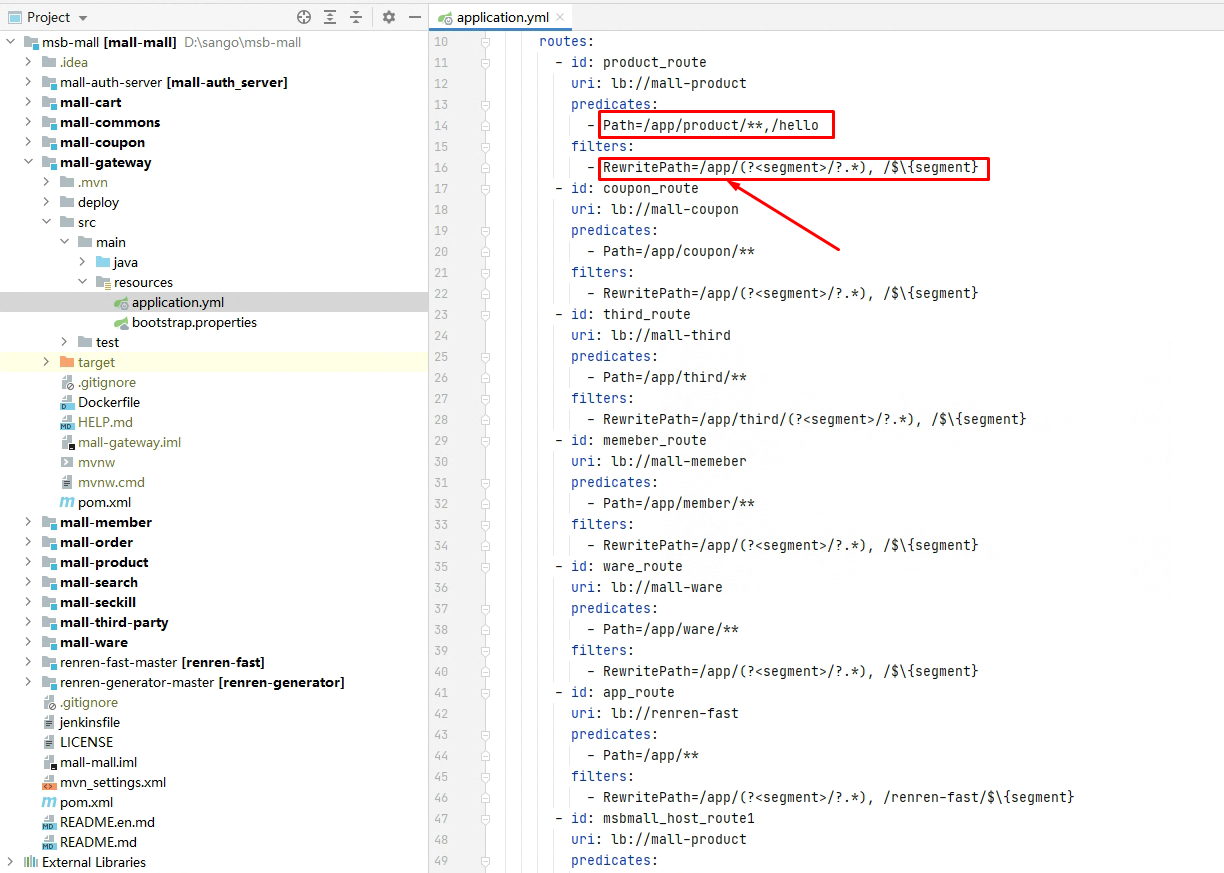 Project
msb-mall [mall-mall] D:\sango\msb-mall
.idea
mall-auth-server [mall-auth_server]
mall-cart
mall-commons
mall-coupon
mall-gateway
.mvn
deploy
src
main
java
resources
application.yml
bootstrap.properties
test
target
.gitignore
Dockerfile
HELP.md
mall-gateway.iml
mvnw
mvnw.cmd
pom.xml
mall-member
mall-order
mall-product
mall-search
mall-seckill
mall-third-party
mall-ware
renren-fast-master [renren-fast]
renren-generator-master [renren-generator]
.gitignore
jenkinsfile
LICENSE
mall-mall.iml
mvn_settings.xml
pom.xml
README.en.md
README.md
External Libraries
application.yml
10 routes:
11 - id: product_route
12 uri: lb://mall-product
13 predicates:
14 - Path=/app/product/**,/hello
15 filters:
16 - RewritePath=/app/(?<segment>/?.*), /$\{segment}
17 - id: coupon_route
18 uri: lb://mall-coupon
19 predicates:
20 - Path=/app/coupon/**
21 filters:
22 - RewritePath=/app/(?<segment>/?.*), /$\{segment}
23 - id: third_route
24 uri: lb://mall-third
25 predicates:
26 - Path=/app/third/**
27 filters:
28 - RewritePath=/app/third/(?<segment>/?.*), /$\{segment}
29 - id: memeber_route
30 uri: lb://mall-memeber
31 predicates:
32 - Path=/app/member/**
33 filters:
34 - RewritePath=/app/(?<segment>/?.*), /$\{segment}
35 - id: ware_route
36 uri: lb://mall-ware
37 predicates:
38 - Path=/app/ware/**
39 filters:
40 - RewritePath=/app/(?<segment>/?.*), /$\{segment}
41 - id: app_route
42 uri: lb://renren-fast
43 predicates:
44 - Path=/app/**
45 filters:
46 - RewritePath=/app/(?<segment>/?.*), /renren-fast/$\{segment}
47 - id: msbmall_host_route1
48 uri: lb://mall-product
49 predicates: